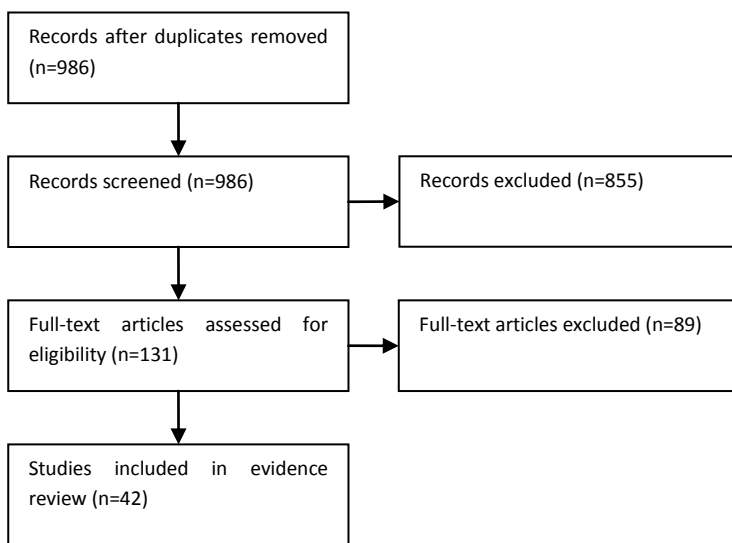 Records after duplicates removed
(n=986)
Records screened (n=986)
Records excluded (n=855)
Full-text articles assessed for
eligibility (n=131)
Full-text articles excluded (n=89)
Studies included in evidence
review (n=42)